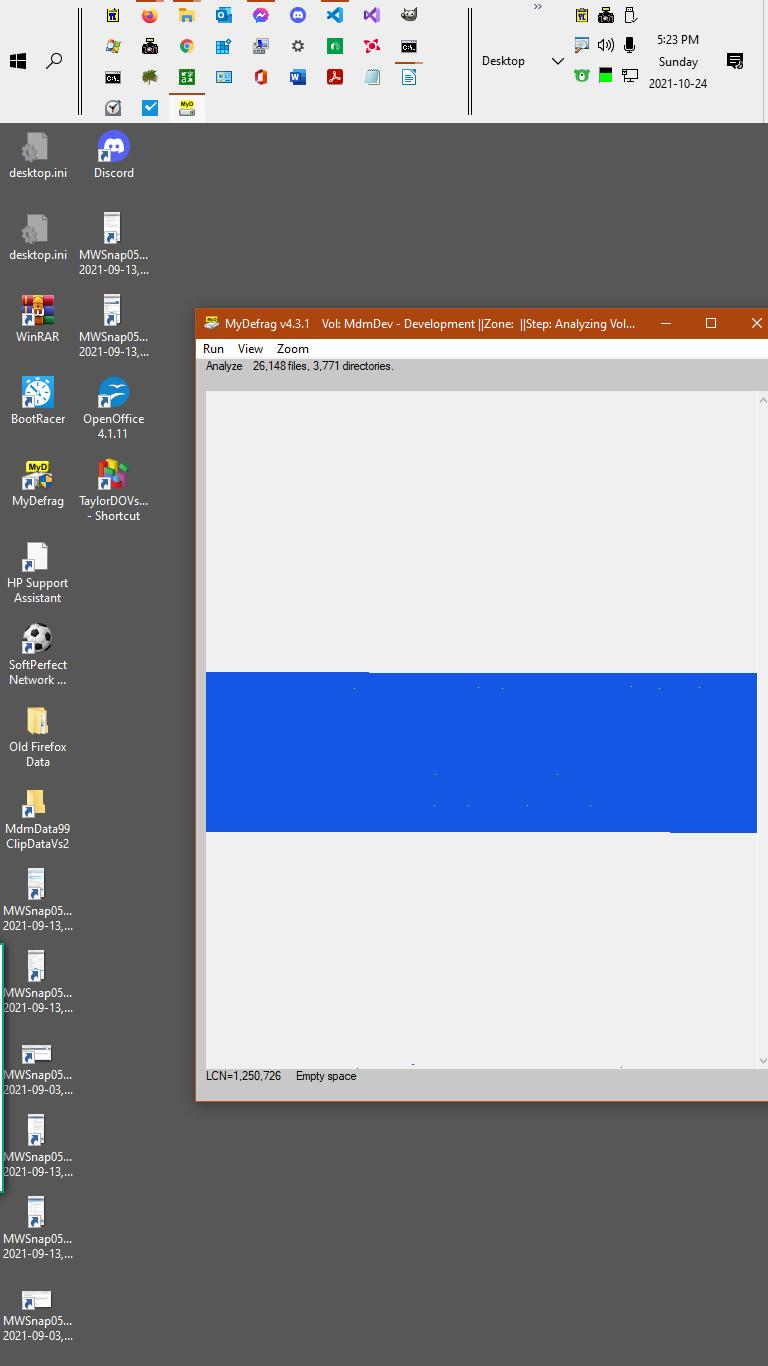 »
Desktop
5:23 PM
Sunday
2021-10-24
MyD
desktop.ini
Discord
desktop.ini
MWSnap05...
2021-09-13,...
WinRAR
MWSnap05...
2021-09-13,...
BootRacer
OpenOffice
4.1.11
MyD
MyDefrag
TaylorDOVs...
- Shortcut
HP Support
Assistant
SoftPerfect
Network ...
Old Firefox
Data
MdmData99
ClipDataVs2
MWSnap05...
2021-09-13,...
MWSnap05...
2021-09-13,...
MWSnap05...
2021-09-03,...
MWSnap05...
2021-09-13,...
MWSnap05...
2021-09-13,...
MWSnap05...
2021-09-03,...
MyDefrag v4.3.1 Vol: MdmDev - Development ||Zone: ||Step: Analyzing Vol...
Run View Zoom
Analyze 26,148 files, 3,771 directories.
LCN=1,250,726 Empty space